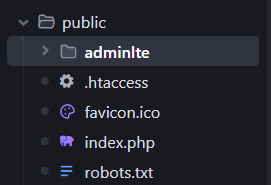 public
adminlte
.htaccess
favicon.ico
index.php
robots.txt